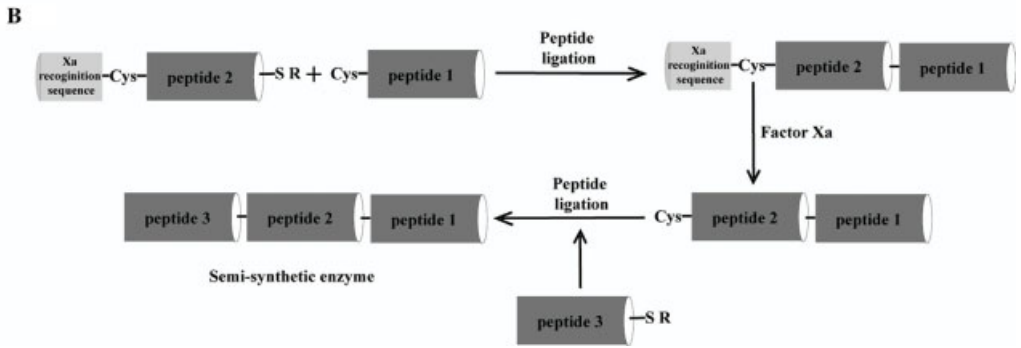 B
Xa
recoginition
sequence
Cys
peptide 2
S R
+
Cys
peptide 1
Peptide
ligation
Xa
recoginition
sequence
Cys
peptide 2
peptide 1
Factor Xa
peptide 3
peptide 2
peptide 1
Peptide
ligation
Cys
peptide 2
peptide 1
Semi-synthetic enzyme
peptide 3
S R